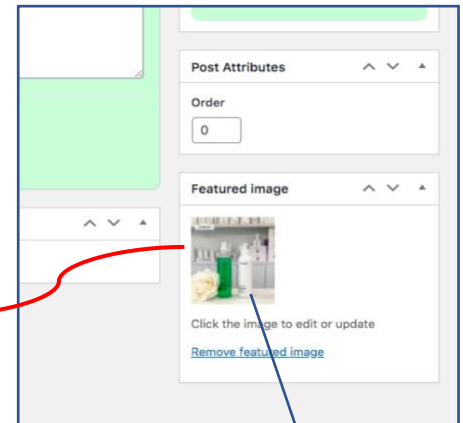 Post Attributes
Order
0
Featured image
Click the image to edit or update
Remove featured image